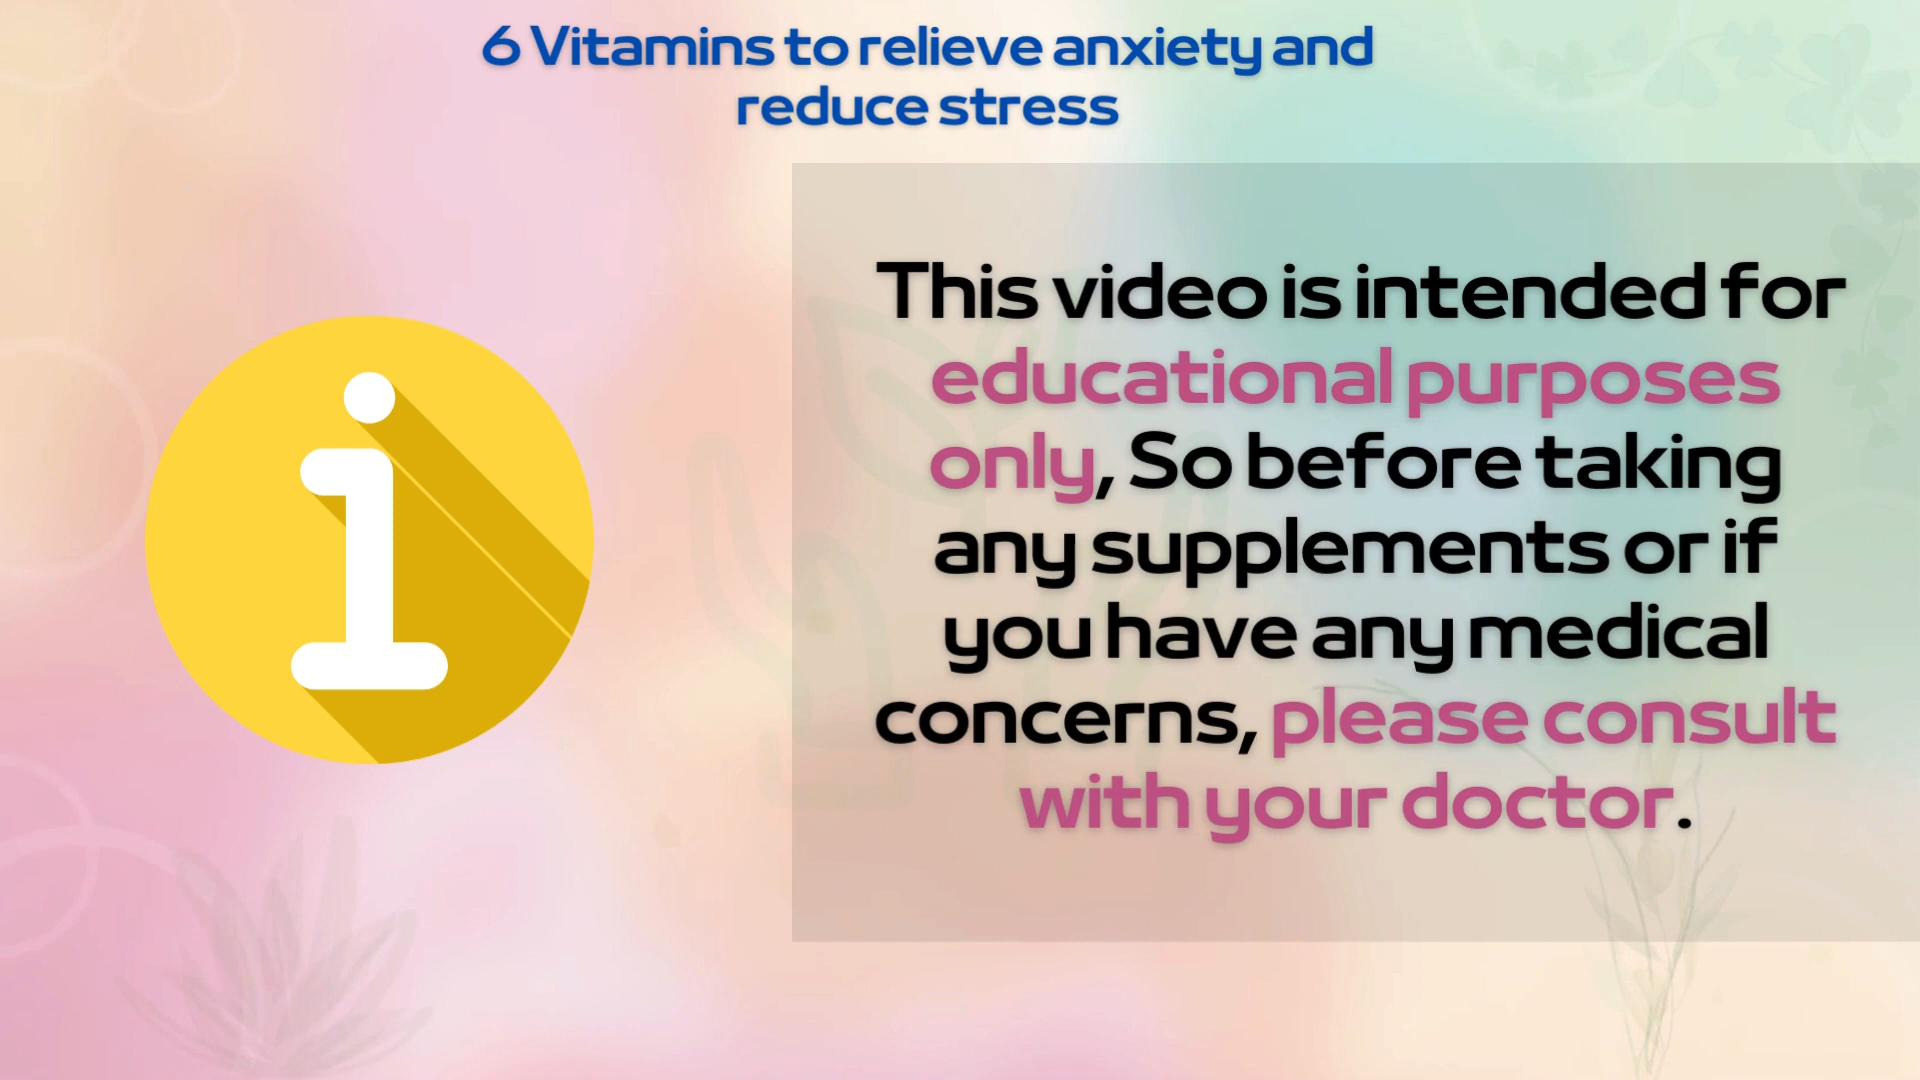 6 Vitamins to relieve anxiety and
reduce stress
This video is intended for
educational purposes
only, So before taking
any supplements or if
you have any medical
concerns, please consult
with your doctor.